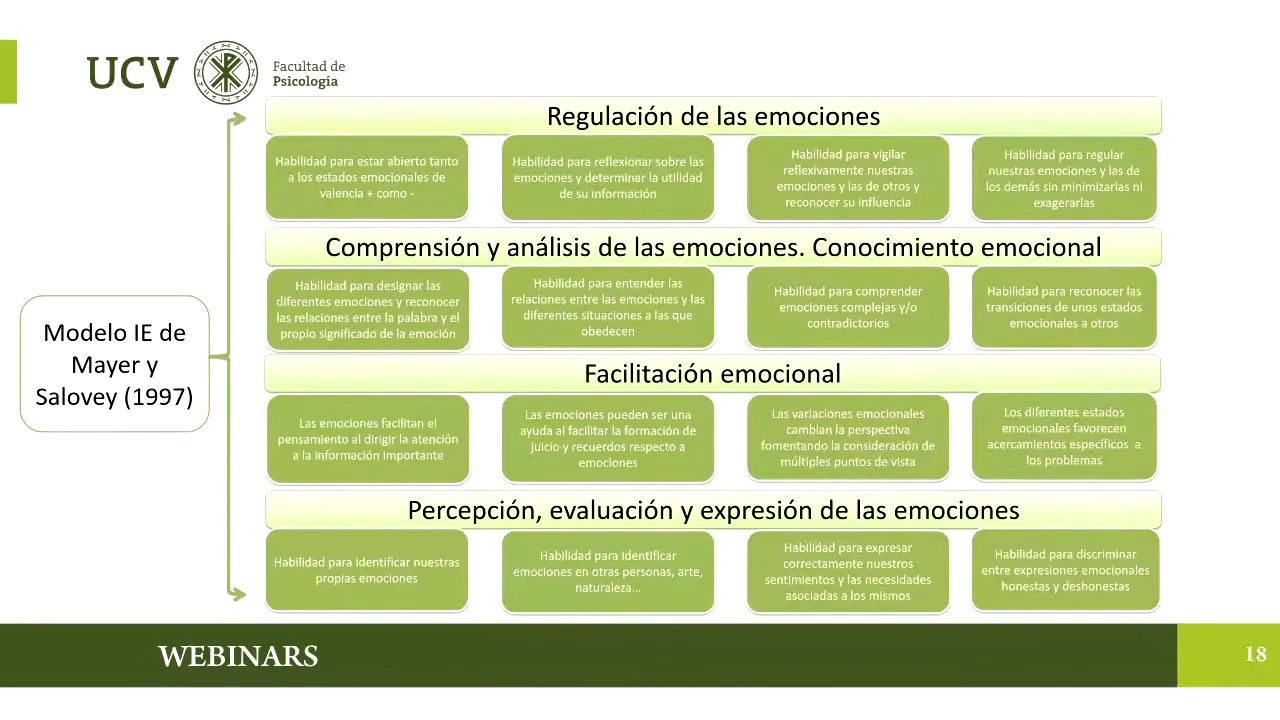 UCV
Facultad de
Psicología
Regulación de las emociones
Habilidad para estar abierto tanto
a los estados emocionales de
valencia + como -
Habilidad para reflexionar sobre las
emociones y determinar la utilidad
de su información
Habilidad para vigilar
reflexivamente nuestras
emociones y las de otros y
reconocer su influencia
Habilidad para regular
nuestras emociones y las de
los demás sin minimizarlas ni
exagerarlas
Comprensión y análisis de las emociones. Conocimiento emocional
Habilidad para designar las
diferentes emociones y reconocer
las relaciones entre la palabra y el
propio significado de la emoción
Habilidad para entender las
relaciones entre las emociones y las
diferentes situaciones a las que
obedecen
Habilidad para comprender
emociones complejas y/o
contradictorios
Habilidad para reconocer las
transiciones de unos estados
emocionales a otros
Modelo IE de
Mayer y
Salovey (1997)
Facilitación emocional
Las emociones facilitan el
pensamiento al dirigir la atención
a la información importante
Las emociones pueden ser una
ayuda al facilitar la formación de
juicio y recuerdos respecto a
emociones
Las variaciones emocionales
cambian la perspectiva
fomentando la consideración de
múltiples puntos de vista
Los diferentes estados
emocionales favorecen
acercamientos específicos a
los problemas
Percepción, evaluación y expresión de las emociones
Habilidad para identificar nuestras
propias emociones
Habilidad para identificar
emociones en otras personas, arte,
naturaleza...
Habilidad para expresar
correctamente nuestros
sentimientos y las necesidades
asociadas a los mismos
Habilidad para discriminar
entre expresiones emocionales
honestas y deshonestas
WEBINARS
18